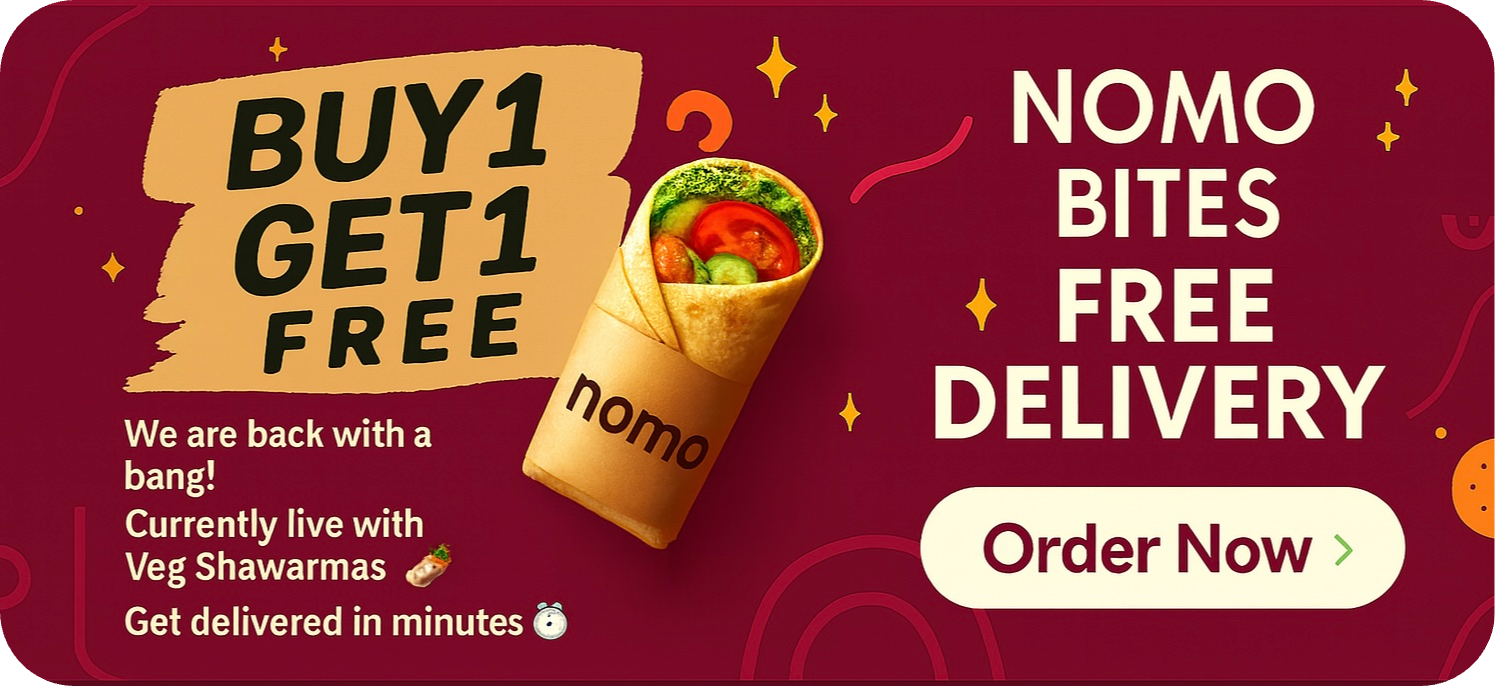 BUY1
GET1
FREE
We are back with a
bang!
Currently live with
Veg Shawarmas
Get delivered in minutes
nomo
NOMO
BITES
FREE
DELIVERY
Order Now